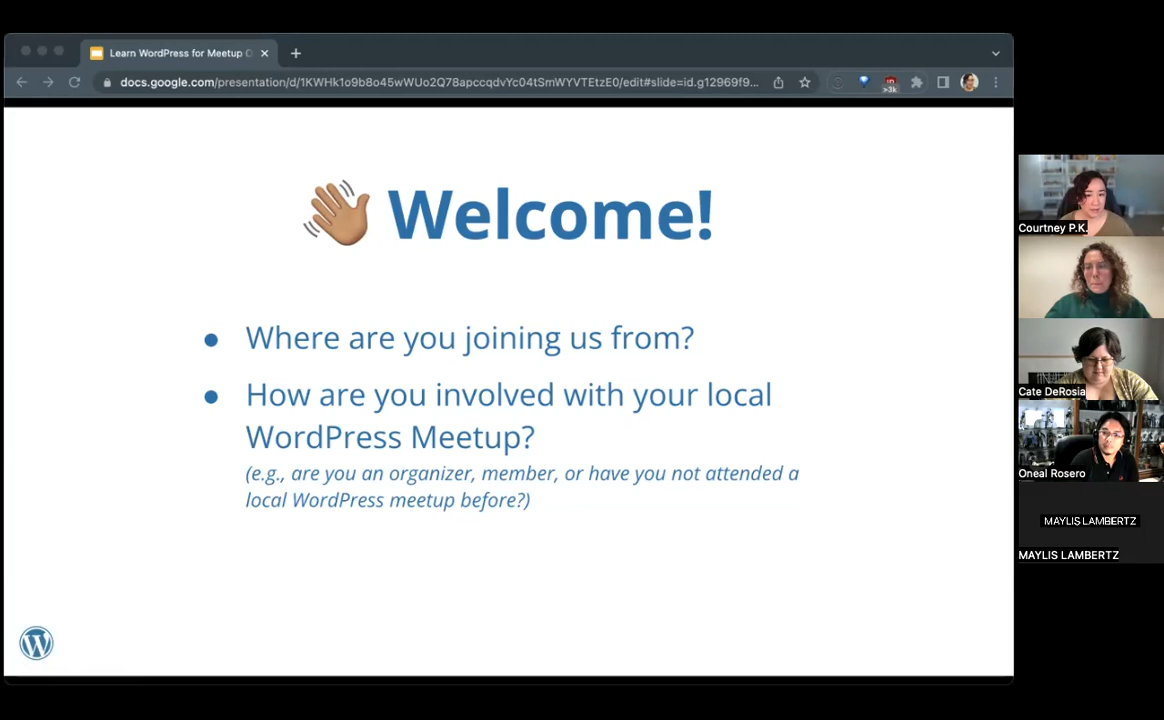 Learn WordPress for Meetup O
docs.google.com/presentation/d/1KWHk1o9b8o45wWUo2Q78apccqdvYc04tSmWYVTEtzE0/edit#slide=id.g12969f9...
>3k
Welcome!
Where are you joining us from?
How are you involved with your local
WordPress Meetup?
(e.g., are you an organizer, member, or have you not attended a
local WordPress meetup before?)
Courtney P.K.
Cate DeRosia
Oneal Rosero
MAYLIS LAMBERTZ
MAYLIS LAMBERTZ